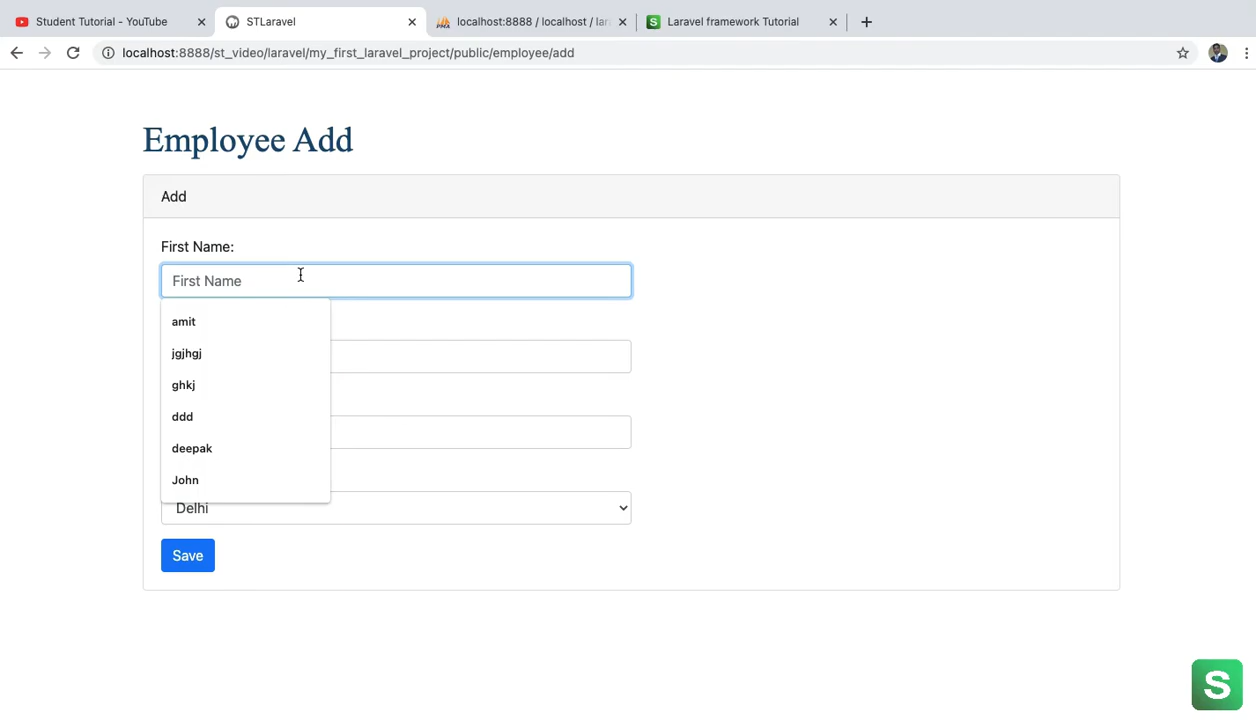 Student Tutorial - YouTube
STLaravel
localhost:8888 / localhost / lar
Laravel framework Tutorial
localhost:8888/st_video/laravel/my_first_laravel_project/public/employee/add
Employee Add
Add
First Name:
First Name
amit
jgjhgj
ghkj
ddd
deepak
John
Delhi
Save
S